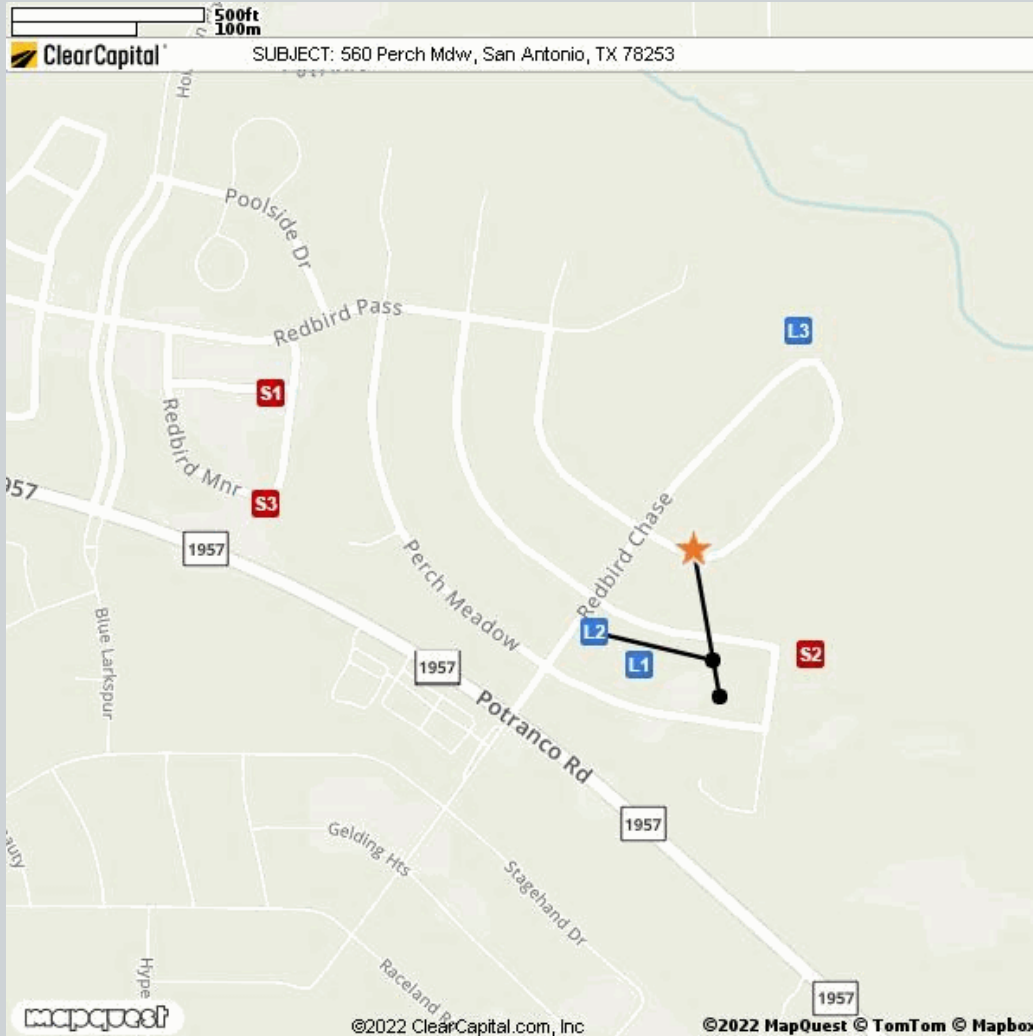 500ft
100m
ClearCapital
SUBJECT: 560 Perch Mdw, San Antonio, TX 78253
Poolside Dr
Redbird Pass
L3
S1
Redbird Mnr
S3
957
1957
Redbird Chase
Perch Meadow
L2
L1
S2
Blue Larkspur
1957
Potranco Rd
1957
Gelding Hts
Stagehand Dr
Hype
Raceland
1957
mapquest
©2022 ClearCapital.com, Inc
©2022 MapQuest © TomTom © Mapbox